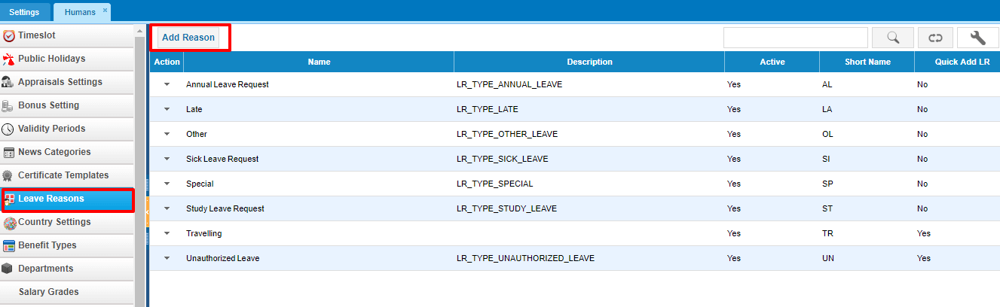 Settings
Humans ×
Timeslot
Public Holidays
Appraisals Settings
Bonus Setting
Validity Periods
News Categories
Certificate Templates
Leave Reasons
Country Settings
Benefit Types
Departments
Salary Grades
Add Reason
Action Name Description Active Short Name Quick Add LR
Annual Leave Request LR_TYPE_ANNUAL_LEAVE Yes AL No
Late LR_TYPE_LATE Yes LA No
Other LR_TYPE_OTHER_LEAVE Yes OL No
Sick Leave Request LR_TYPE_SICK_LEAVE Yes SI No
Special LR_TYPE_SPECIAL Yes SP No
Study Leave Request LR_TYPE_STUDY_LEAVE Yes ST No
Travelling Yes TR Yes
Unauthorized Leave LR_TYPE_UNAUTHORIZED_LEAVE Yes UN Yes